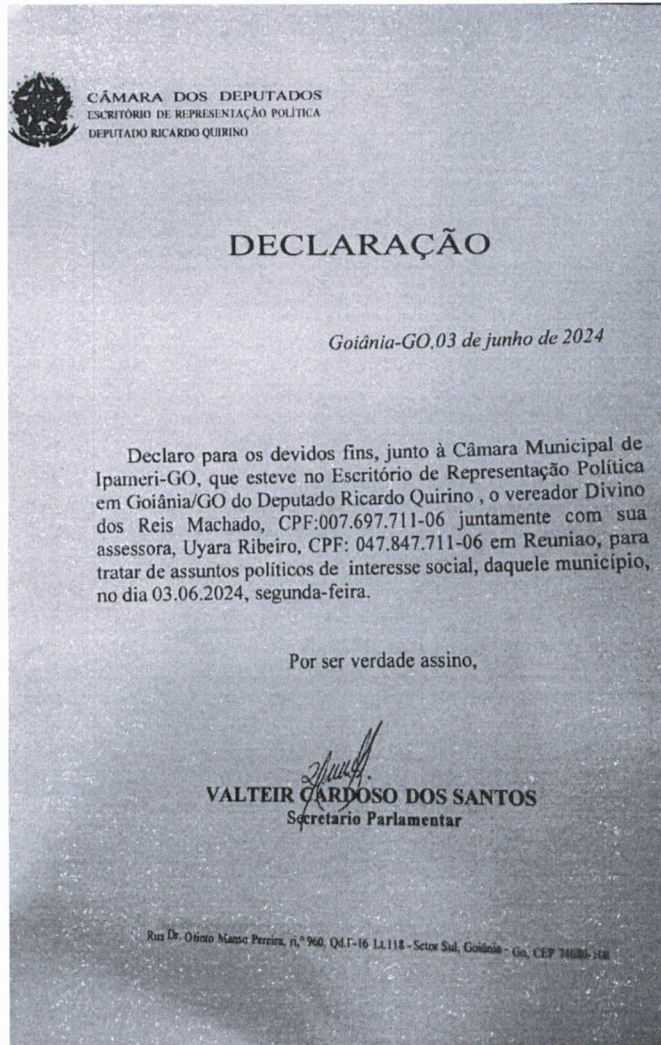 CÂMARA DOS DEPUTADOS
ESCRITÓRIO DE REPRESENTAÇÃO POLÍTICA
DEPUTADO RICARDO QUIRINO
DECLARAÇÃO
Goiânia-GO,03 de junho de 2024
Declaro para os devidos fins, junto à Câmara Municipal de
Ipameri-GO, que esteve no Escritório de Representação Política
em Goiânia/GO do Deputado Ricardo Quirino , o vereador Divino
dos Reis Machado, CPF:007.697.711-06 juntamente com sua
assessora, Uyara Ribeiro, CPF: 047.847.711-06 em Reuniao, para
tratar de assuntos políticos de interesse social, daquele município,
no dia 03.06.2024, segunda-feira.
Por ser verdade assino,
VALTEIR CARDOSO DOS SANTOS
Secretario Parlamentar
Rua Dr. Olinto Manso Pereira, 960, Lt.118 - Setor Sul, Goiânia - Go, CEP